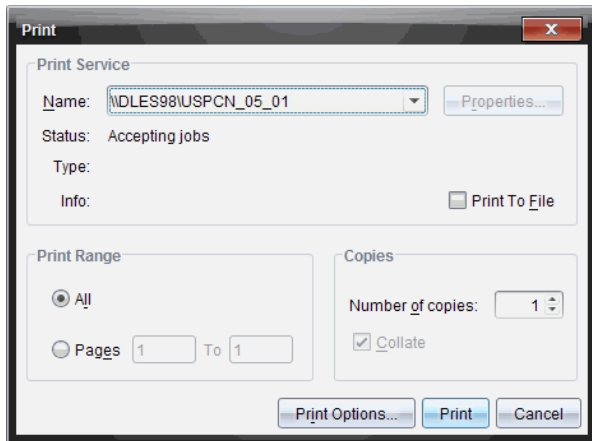 Print
Print Service
Name: \\DLES98\USPCN_05_01 Properties...
Status: Accepting jobs
Type:
Info: Print To File
Print Range
All
Pages 1 To 1
Copies
Number of copies: 1
Collate
Print Options... Print Cancel